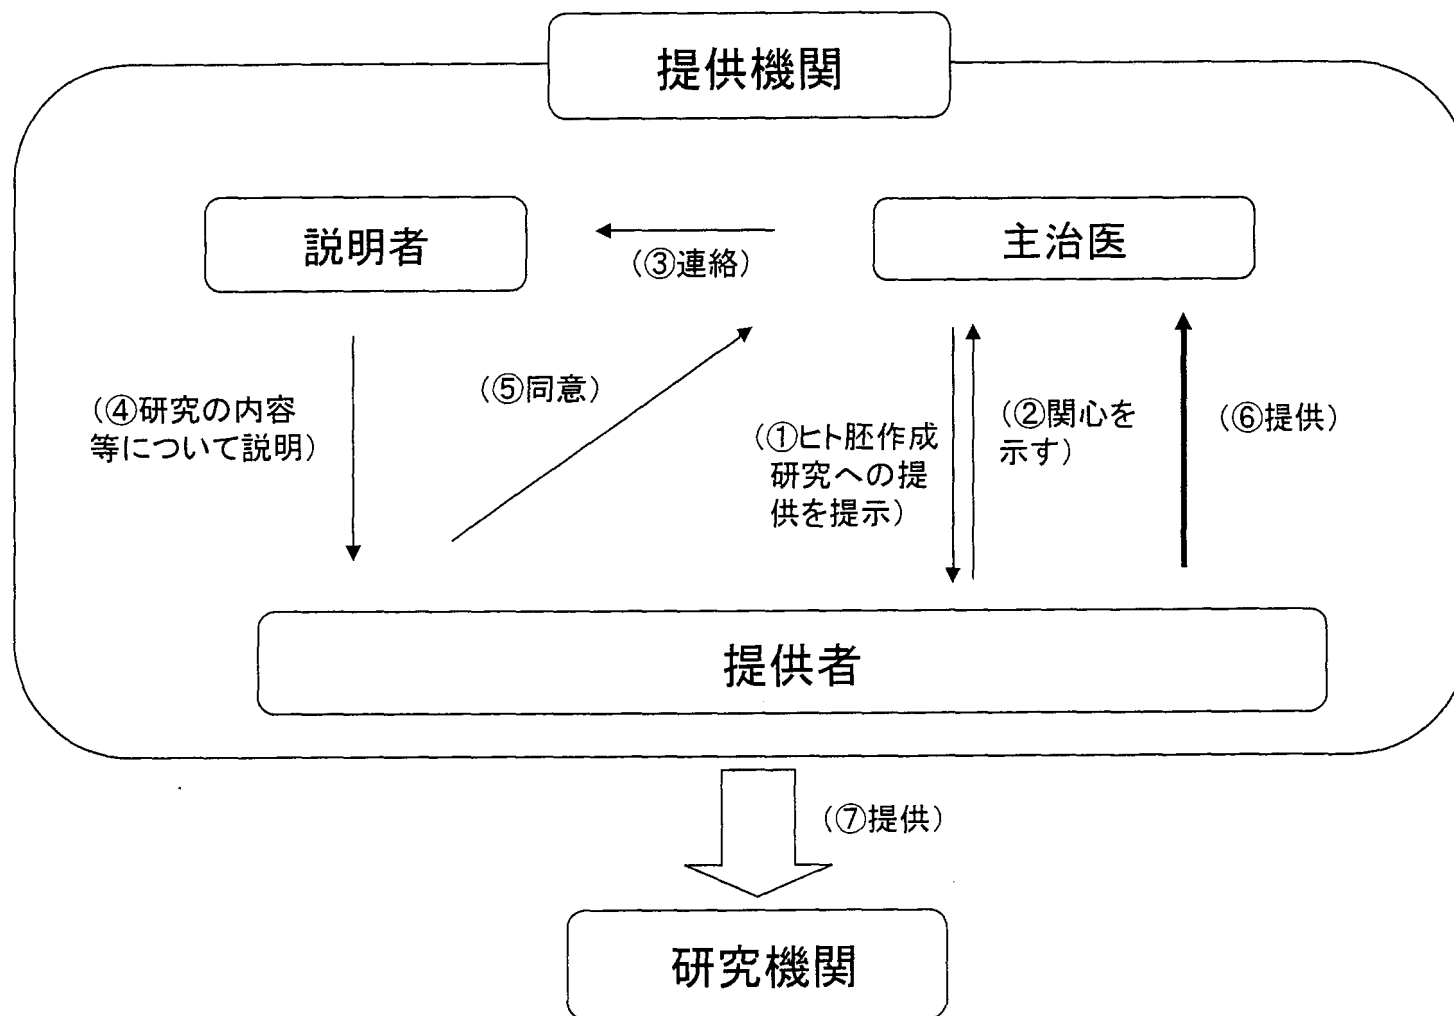 提供機関
説明者
主治医
（③連絡）
（④研究の内容
等について説明）
（⑤同意）
（①ヒト胚作成
研究への提
供を提示）
（②関心を
示す）
（⑥提供）
提供者
（⑦提供）
研究機関